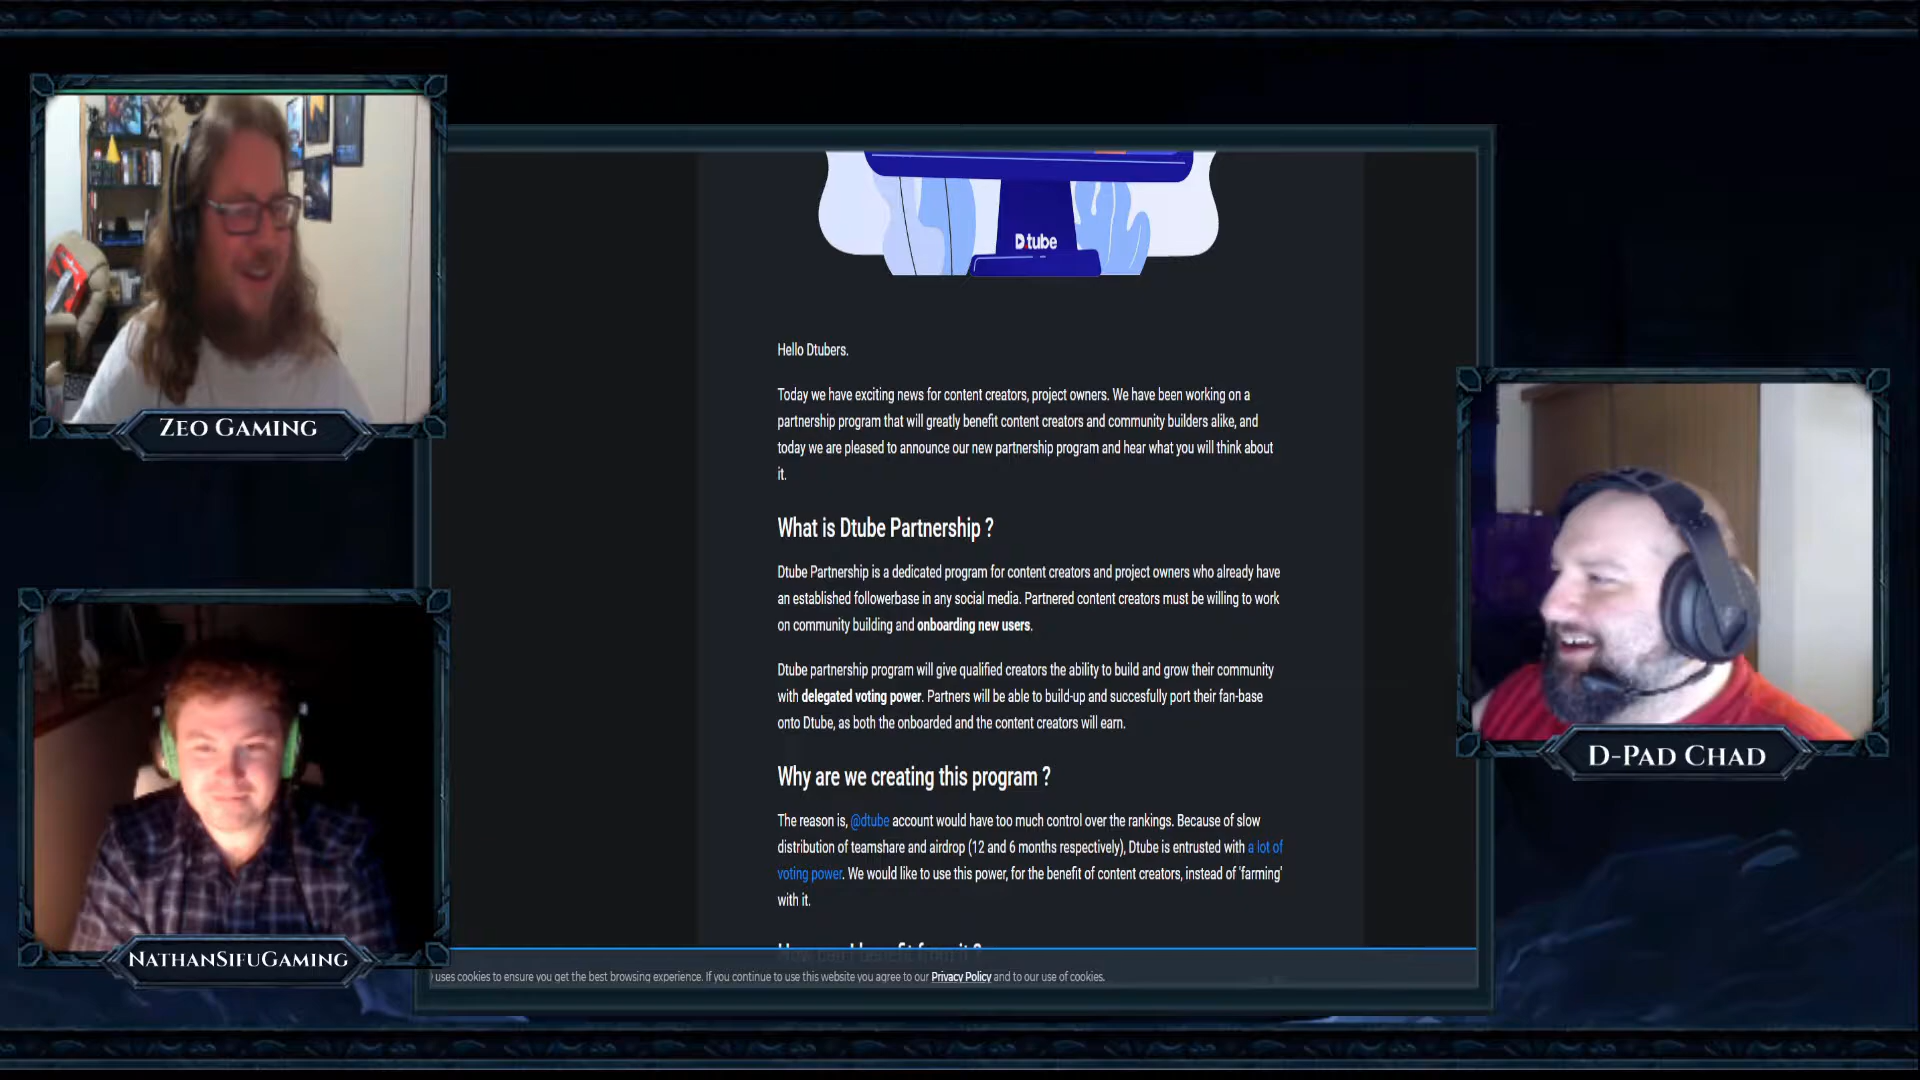 ZEO GAMING
D.tube
Hello Dtubers.
Today we have exciting news for content creators, project owners. We have been working on a
partnership program that will greatly benefit content creators and community builders alike, and
today we are pleased to announce our new partnership program and hear what you will think about
it.
What is Dtube Partnership ?
Dtube Partnership is a dedicated program for content creators and project owners who already have
an established followerbase in any social media. Partnered content creators must be willing to work
on community building and onboarding new users.
Dtube partnership program will give qualified creators the ability to build and grow their community
with delegated voting power. Partners will be able to build-up and succesfully port their fan-base
onto Dtube, as both the onboarded and the content creators will earn.
Why are we creating this program ?
The reason is, @dtube account would have too much control over the rankings. Because of slow
distribution of teamshare and airdrop (12 and 6 months respectively), Dtube is entrusted with a lot of
voting power. We would like to use this power, for the benefit of content creators, instead of 'farming'
with it.
uses cookies to ensure you get the best browsing experience. If you continue to use this website you agree to our Privacy Policy and to our use of cookies.
NATHANSIFUGAMING
D-PAD CHAD